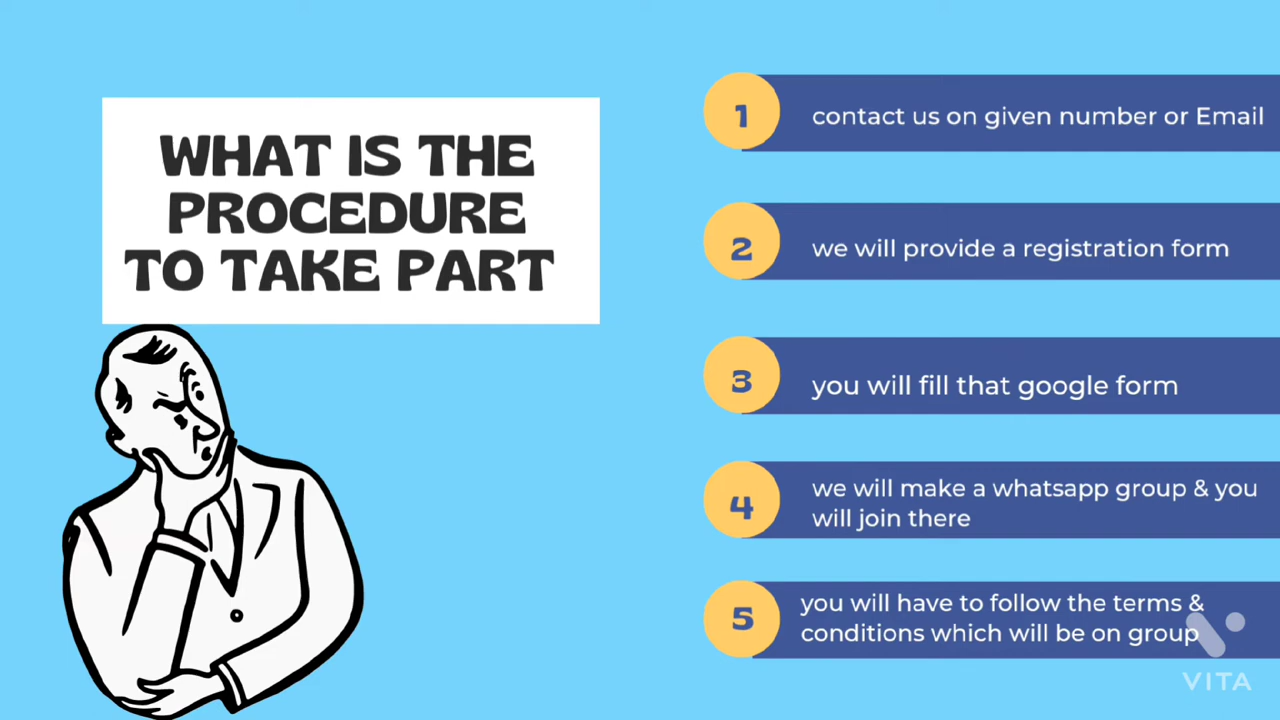 WHAT IS THE
PROCEDURE
TO TAKE PART
1 contact us on given number or Email
2 we will provide a registration form
3 you will fill that google form
4 we will make a whatsapp group & you
will join there
5 you will have to follow the terms &
conditions which will be on group
VITA